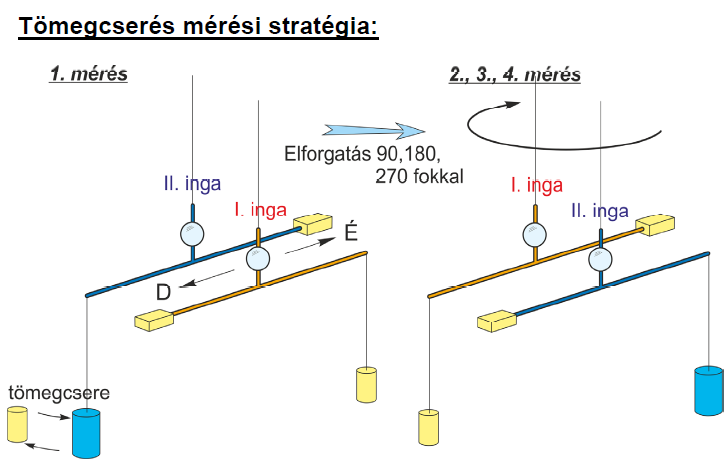 Tömegcserés mérési stratégia:
1. mérés
2., 3., 4. mérés
Elforgatás 90,180,
270 fokkal
II. inga
I. inga
É
D
tömegcsere
I. inga
II. inga